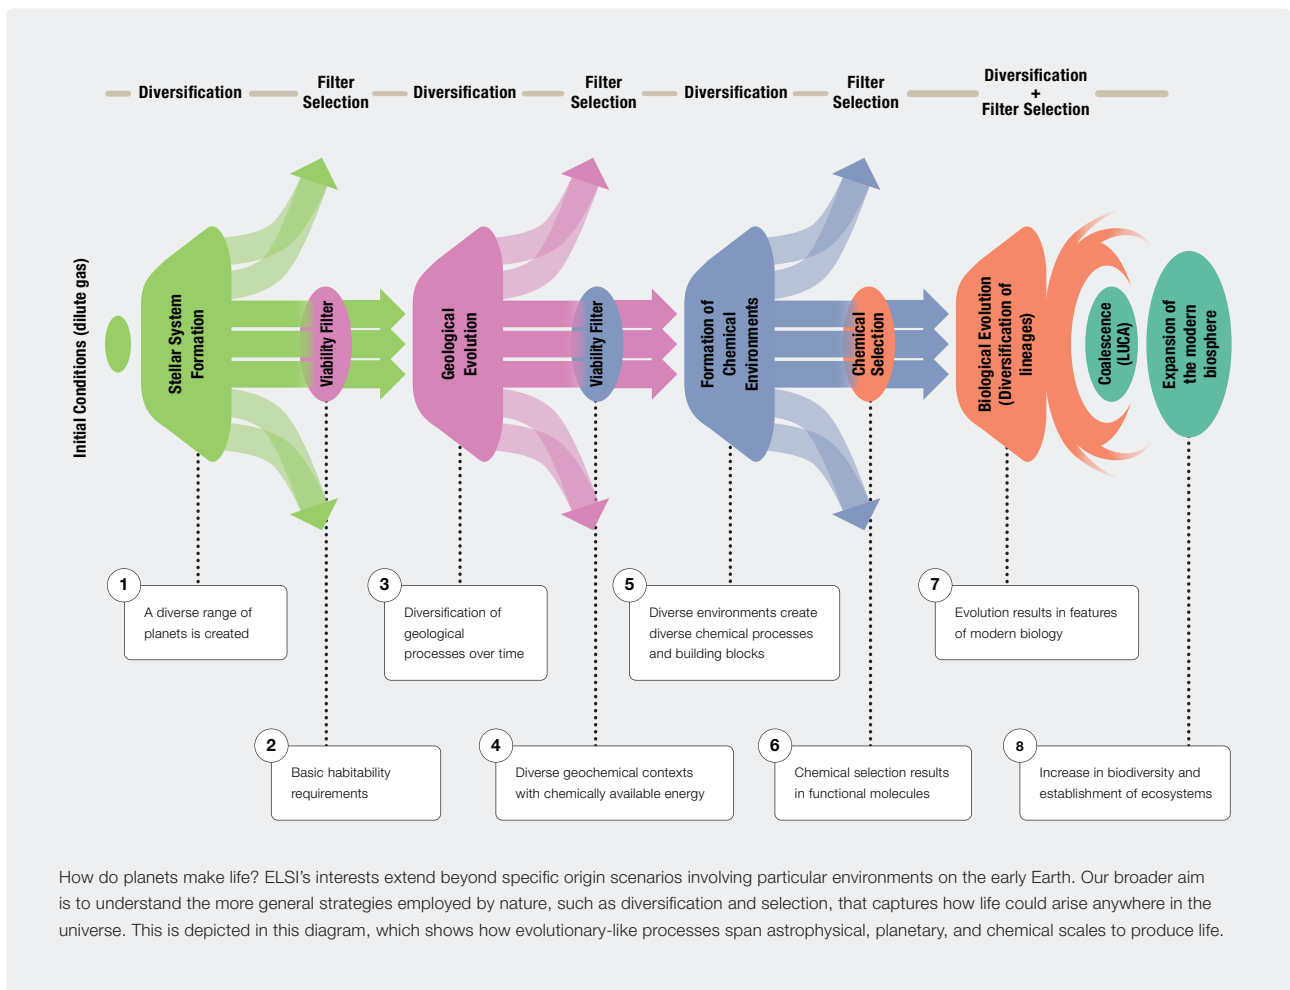 Diversification
Filter
Selection
Diversification
Filter
Selection
Diversification
Filter
Selection
Diversification
+
Filter Selection
Initial Conditions (dilute gas)
Stellar System
Formation
Viability Filter
Geological
Evolution
Viability Filter
Formation of
Chemical
Environments
Chemical
Selection
Biological Evolution
(Diversification of
lineages)
Coalescence
(LUCA)
Expansion of
the modern
biosphere
1
A diverse range of
planets is created
3
Diversification of
geological
processes over time
5
Diverse environments create
diverse chemical processes
and building blocks
7
Evolution results in features
of modern biology
2
Basic habitability
requirements
4
Diverse geochemical contexts
with chemically available energy
6
Chemical selection results
in functional molecules
8
Increase in biodiversity and
establishment of ecosystems
How do planets make life? ELSI’s interests extend beyond specific origin scenarios involving particular environments on the early Earth. Our broader aim
is to understand the more general strategies employed by nature, such as diversification and selection, that captures how life could arise anywhere in the
universe. This is depicted in this diagram, which shows how evolutionary-like processes span astrophysical, planetary, and chemical scales to produce life.